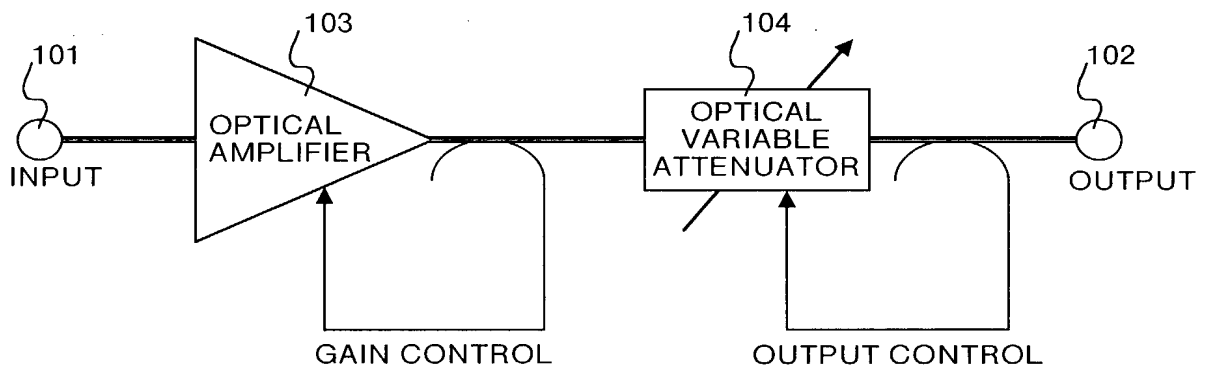 101
103
104
102
INPUT
OPTICAL
AMPLIFIER
OPTICAL
VARIABLE
ATTENUATOR
OUTPUT
GAIN CONTROL
OUTPUT CONTROL